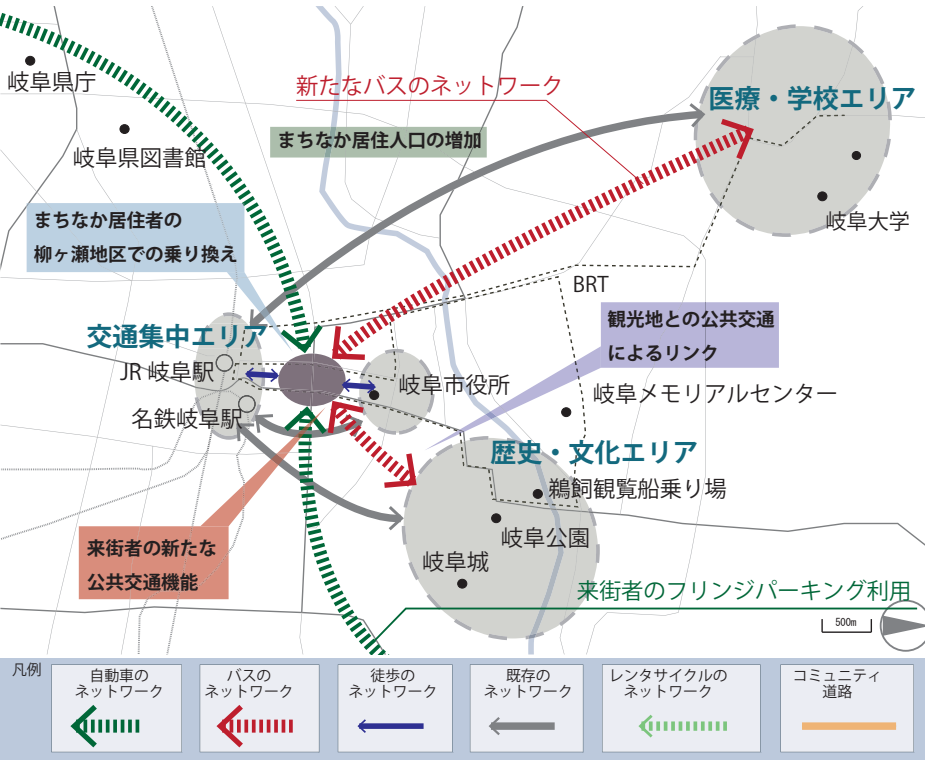 岐阜県庁
新たなバスのネットワーク
医療・学校エリア
まちなか居住人口の増加
岐阜県図書館
岐阜大学
まちなか居住者の
柳ヶ瀬地区での乗り換え
BRT
観光地との公共交通
によるリンク
交通集中エリア
JR 岐阜駅
岐阜市役所
岐阜メモリアルセンター
名鉄岐阜駅
歴史・文化エリア
鵜飼観覧船乗り場
岐阜公園
来街者の新たな
公共交通機能
岐阜城
来街者のフリンジパーキング利用
500m
凡例
自動車の
ネットワーク
バスの
ネットワーク
徒歩の
ネットワーク
既存の
ネットワーク
レンタサイクルの
ネットワーク
コミュニティ
道路